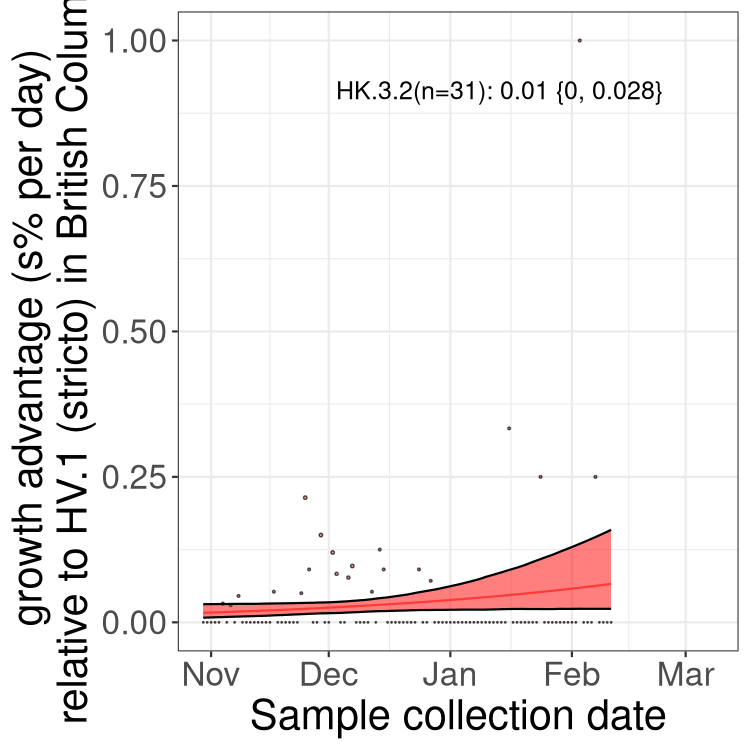 growth advantage (s% per day)
relative to HV.1 (stricto) in British Colum
1.00
0.75
0.50
0.25
0.00
HK.3.2(n=31): 0.01 {0, 0.028}
Nov Dec Jan Feb Mar
Sample collection date